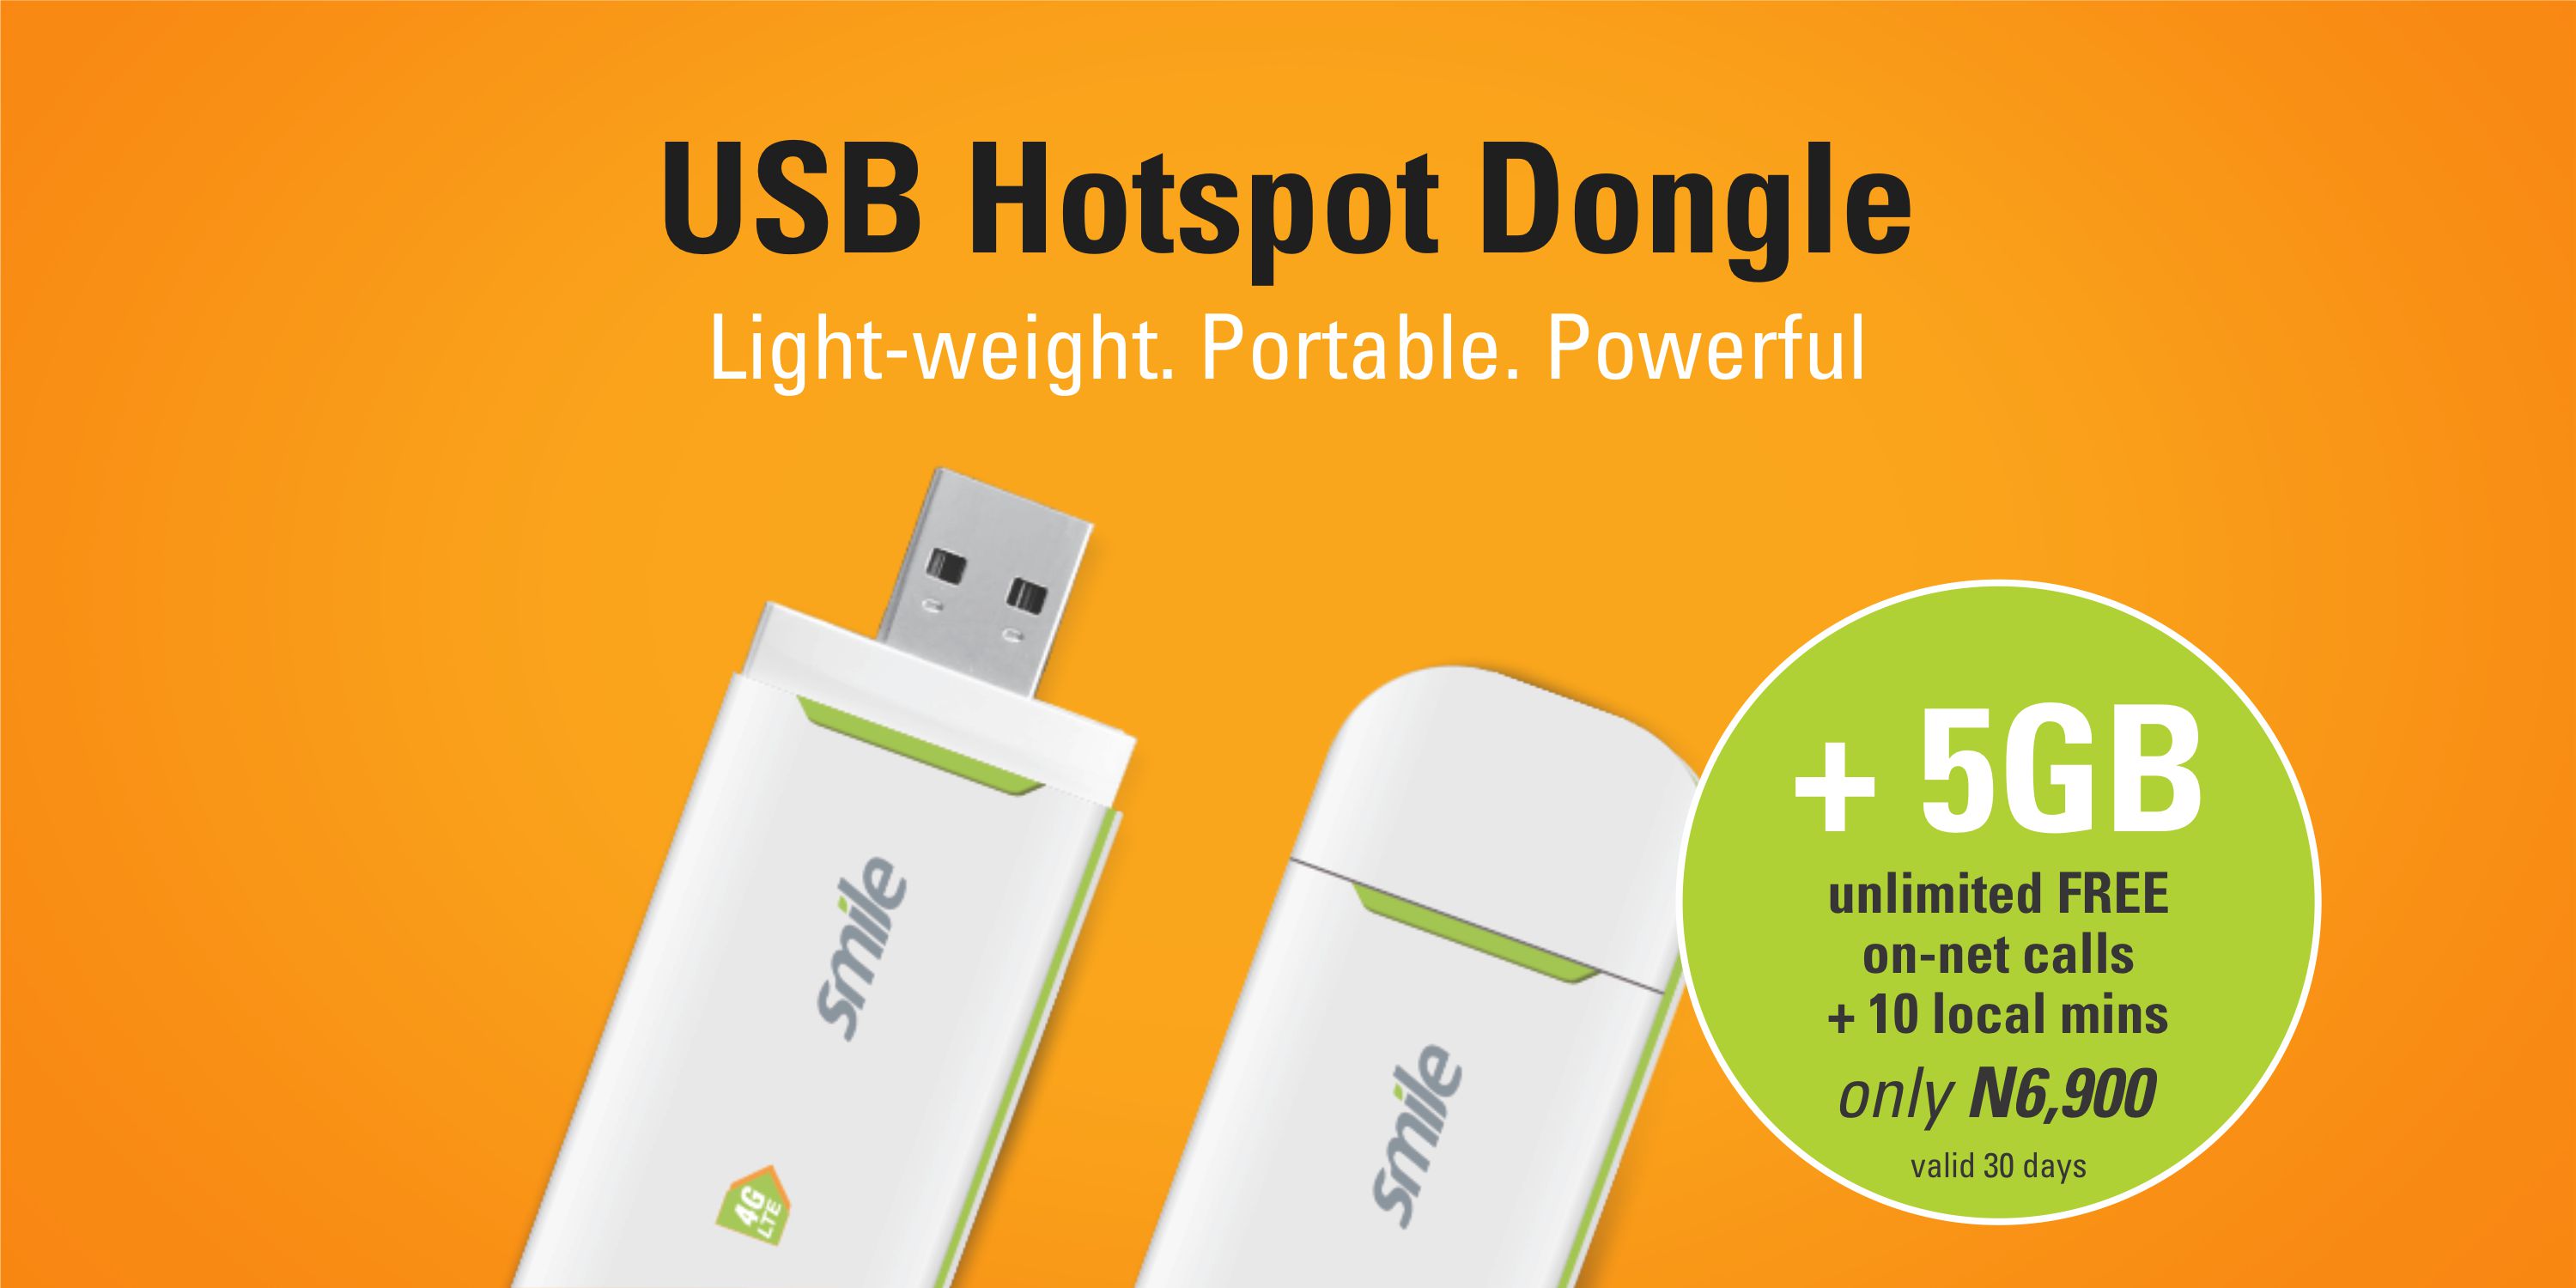 USB Hotspot Dongle
Light-weight. Portable. Powerful
smile
4G
LTE
smile
+ 5GB
unlimited FREE
on-net calls
+ 10 local mins
only N6,900
valid 30 days